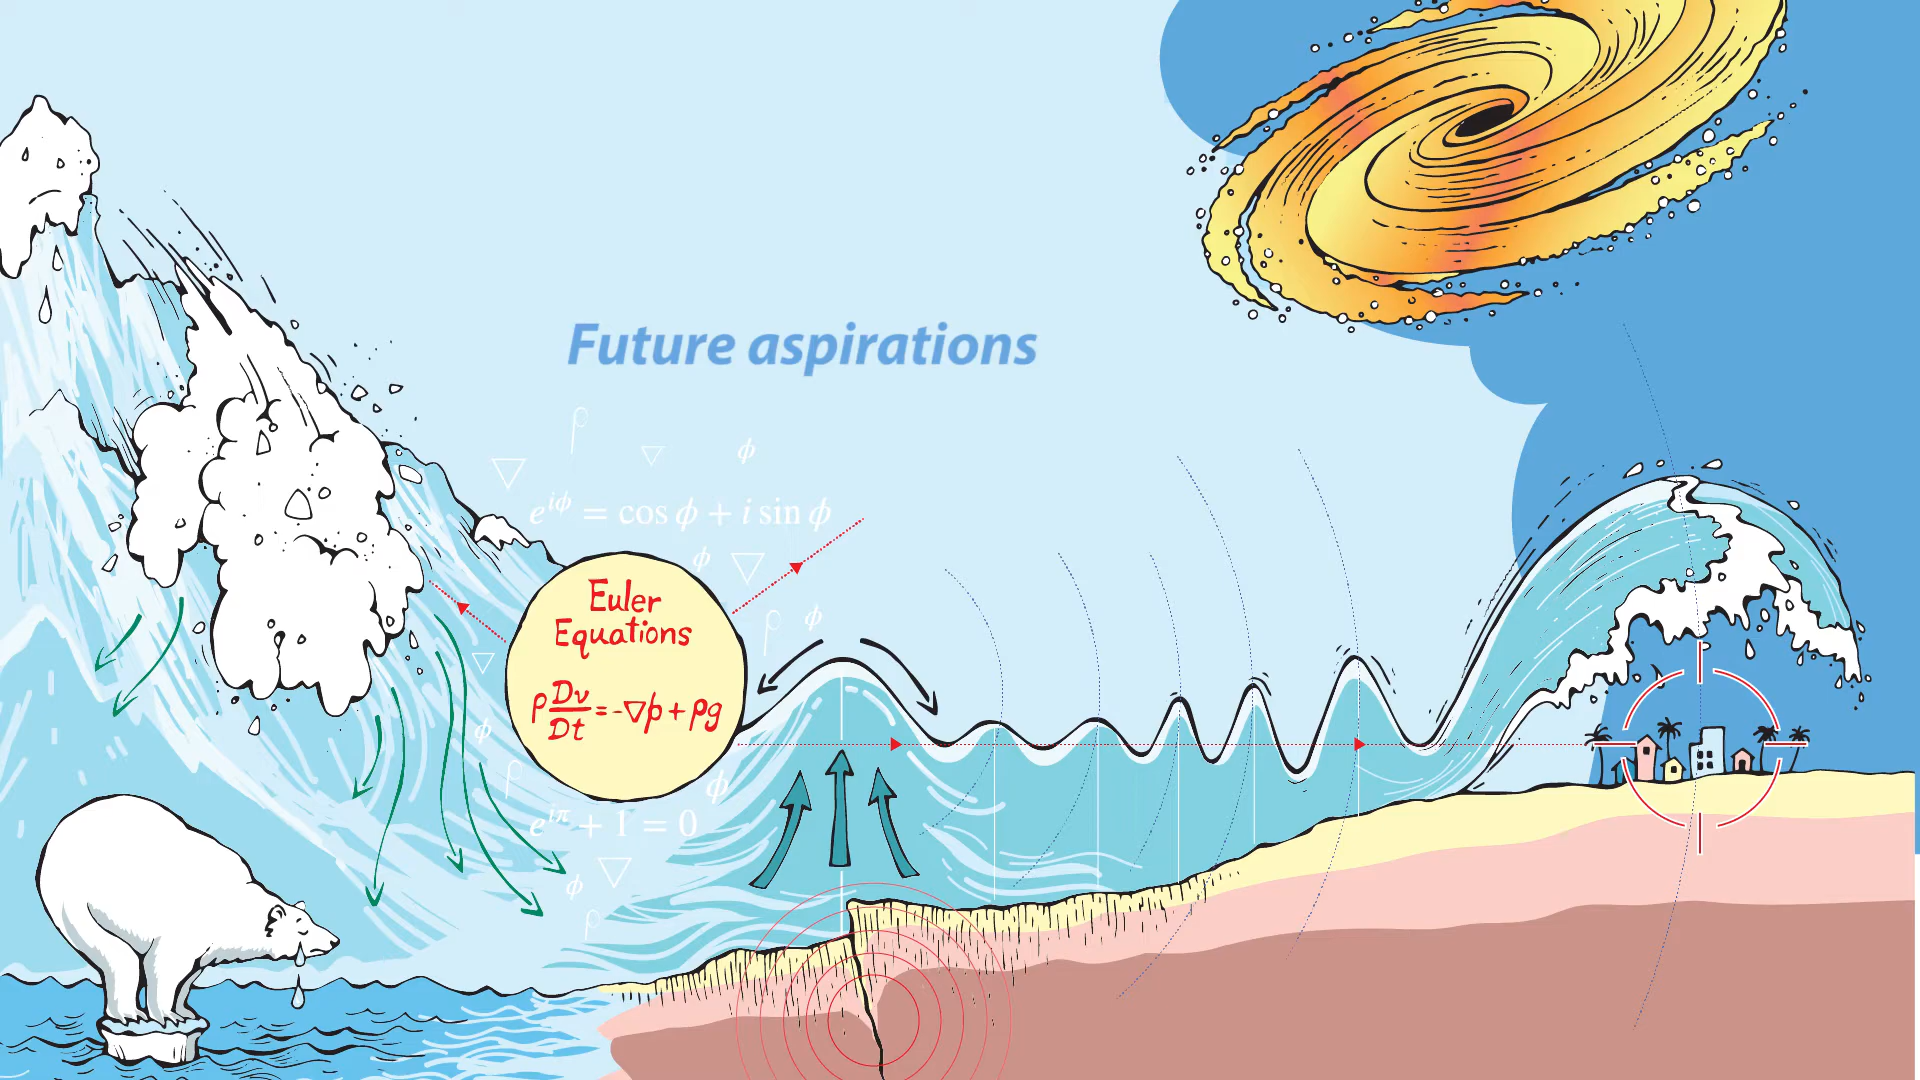 Future aspirations
ρ
▽ ▽ ϕ
e^{iϕ} = cos ϕ + i sin ϕ
ϕ ▽
Euler
Equations
ρ Dv/Dt = -∇p + ρg
ρ ϕ
▽
ϕ
ρ ϕ
e^{iπ} + 1 = 0
▽
ϕ
ρ